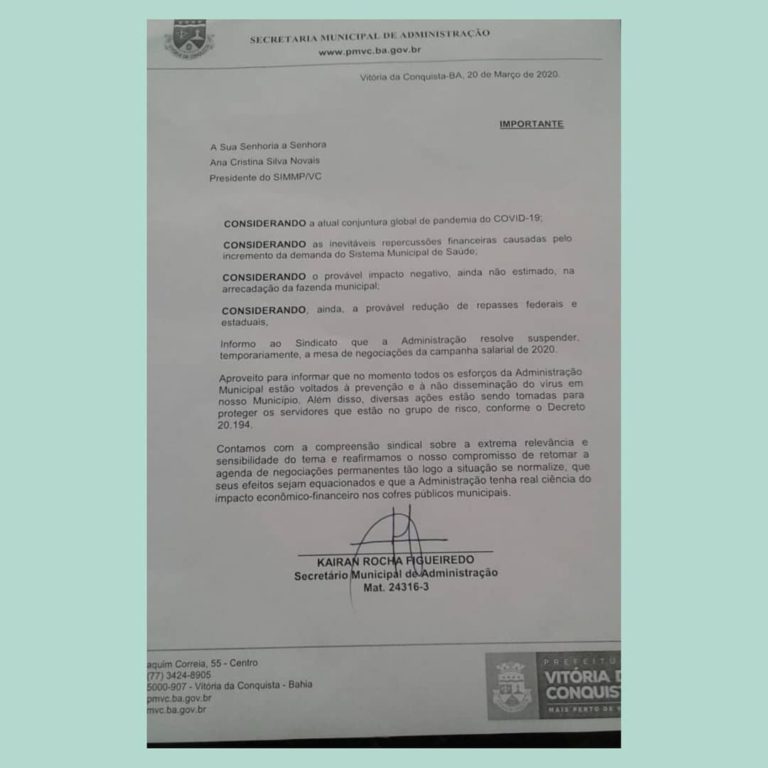 SECRETARIA MUNICIPAL DE ADMINISTRAÇÃO
www.pmvc.ba.gov.br
Vitória da Conquista-BA, 20 de Março de 2020.
IMPORTANTE
A Sua Senhoria a Senhora
Ana Cristina Silva Novais
Presidente do SIMMP/VC
CONSIDERANDO a atual conjuntura global de pandemia do COVID-19;
CONSIDERANDO as inevitáveis repercussões financeiras causadas pelo
incremento da demanda do Sistema Municipal de Saúde;
CONSIDERANDO o provável impacto negativo, ainda não estimado, na
arrecadação da fazenda municipal;
CONSIDERANDO, ainda, a provável redução de repasses federais e
estaduais,
Informo ao Sindicato que a Administração resolve suspender,
temporariamente, a mesa de negociações da campanha salarial de 2020.
Aproveito para informar que no momento todos os esforços da Administração
Municipal estão voltados à prevenção e à não disseminação do vírus em
nosso Município. Além disso, diversas ações estão sendo tomadas para
proteger os servidores que estão no grupo de risco, conforme o Decreto
20.194.
Contamos com a compreensão sindical sobre a extrema relevância e
sensibilidade do tema e reafirmamos o nosso compromisso de retomar a
agenda de negociações permanentes tão logo a situação se normalize, que
seus efeitos sejam equacionados e que a Administração tenha real ciência do
impacto econômico-financeiro nos cofres públicos municipais.
KAIRAN ROCHA FIGUEIREDO
Secretário Municipal de Administração
Mat. 24316-3
aquim Correia, 55 - Centro
(77) 3424-8905
5000-907 - Vitória da Conquista - Bahia
pmvc.ba.gov.br
mvc.ba.gov.br
PREFEITU
VITÓRIA D
CONQUIST
MAIS PERTO DE